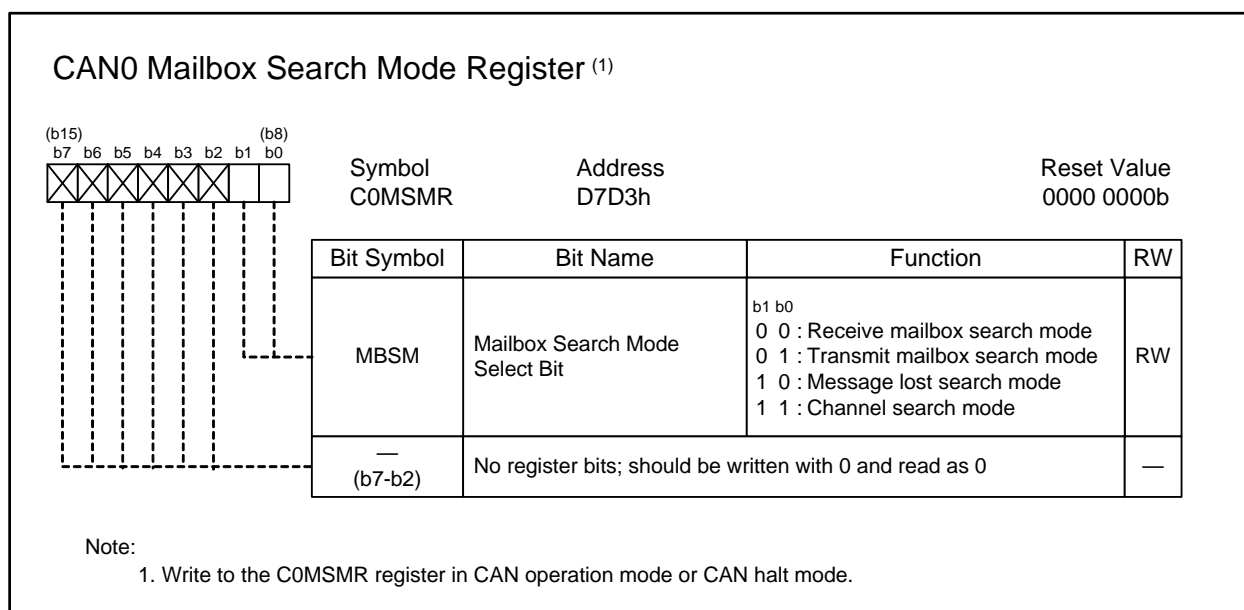 CAN0 Mailbox Search Mode Register (1)
(b15) (b8)
b7 b6 b5 b4 b3 b2 b1 b0
Symbol Address Reset Value
C0MSMR D7D3h 0000 0000b
Bit Symbol Bit Name Function RW
MBSM
Mailbox Search Mode
Select Bit
b1 b0
0 0 : Receive mailbox search mode
0 1 : Transmit mailbox search mode
1 0 : Message lost search mode
1 1 : Channel search mode
RW
—
(b7-b2)
No register bits; should be written with 0 and read as 0
—
Note:
1. Write to the C0MSMR register in CAN operation mode or CAN halt mode.